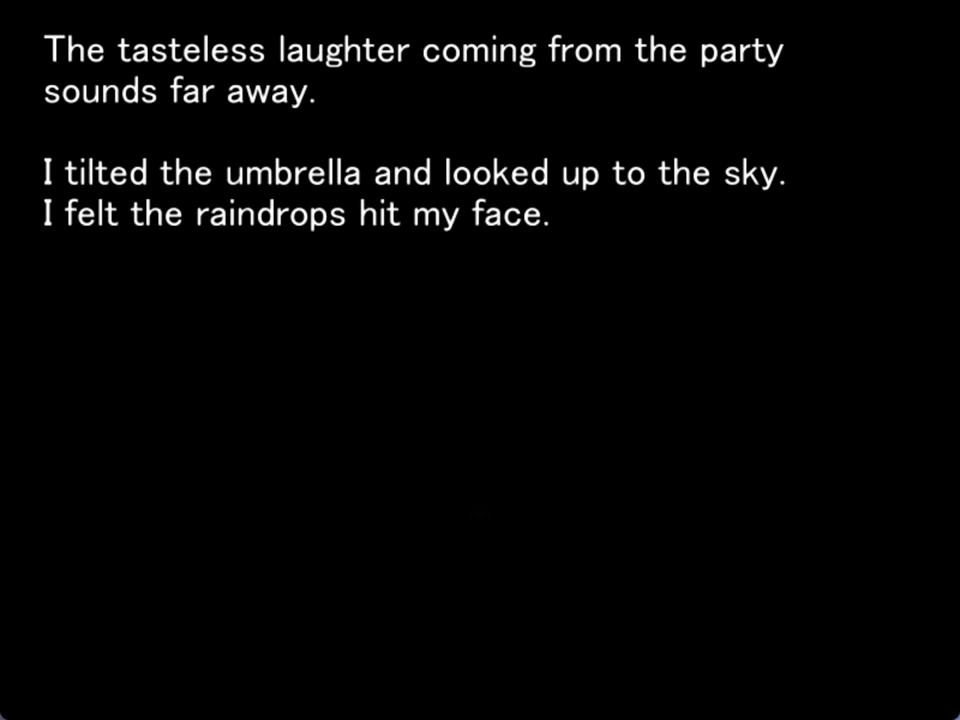 The tasteless laughter coming from the party
sounds far away.
I tilted the umbrella and looked up to the sky.
I felt the raindrops hit my face.